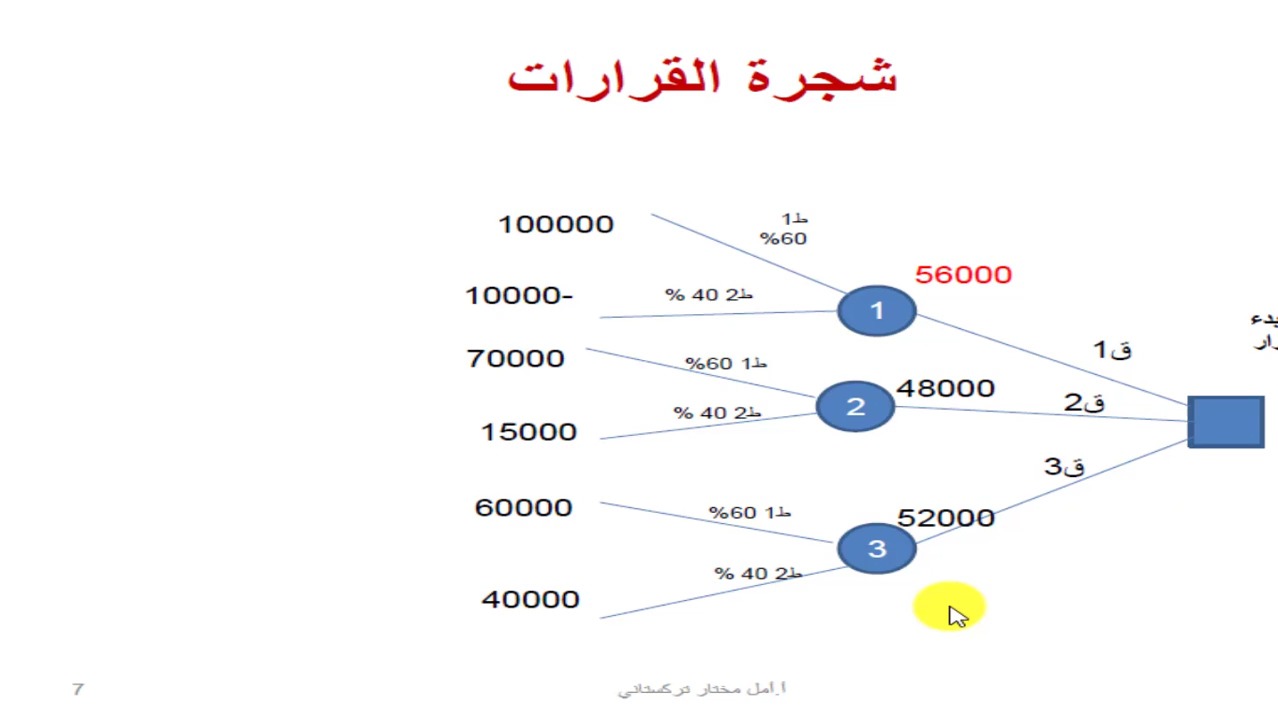 شجرة القرارات
ط1
%60
100000
56000
% 40 ط2
10000-
1
ق1
%60 ط1
70000
48000
2
ق2
% 40 ط2
15000
ق3
%60 ط1
60000
52000
3
% 40 ط2
40000
أ.أمل مختار تركستاني
7